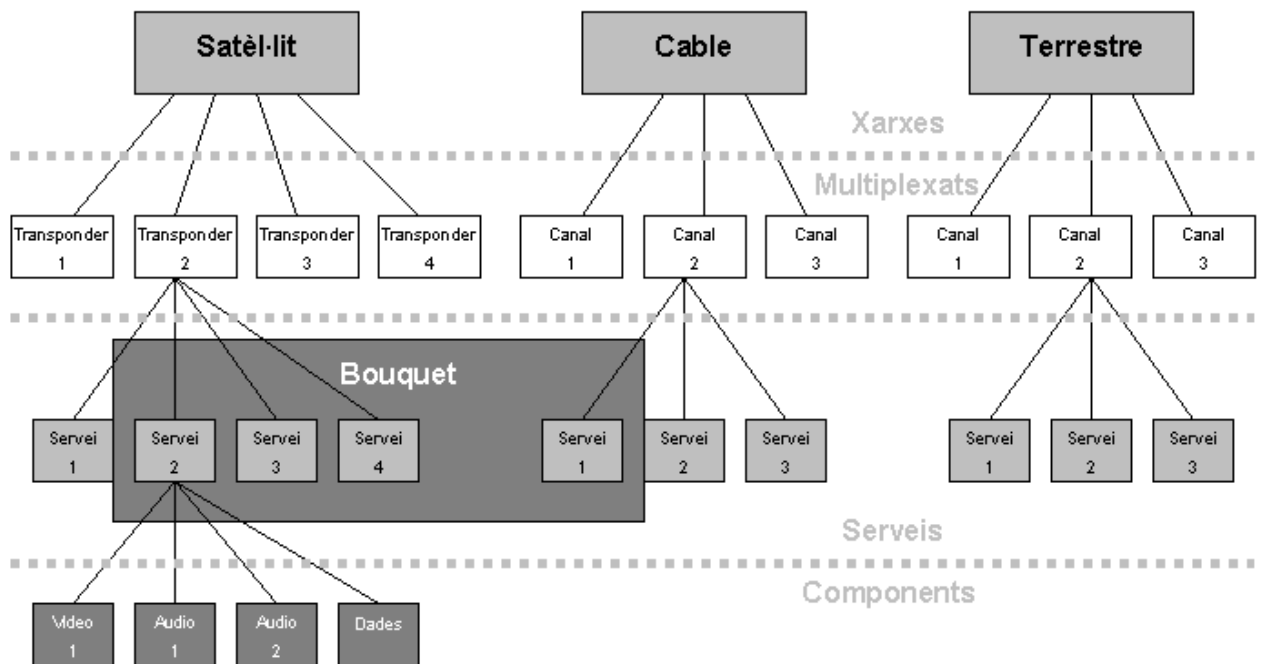 Satèl·lit Cable Terrestre
Xarxes
Multiplexats
Transponder Transponder Transponder Transponder Canal Canal Canal Canal Canal Canal
1 2 3 4 1 2 3 1 2 3
Bouquet
Servei Servei Servei Servei Servei Servei Servei Servei Servei Servei
1 2 3 4 1 2 3 1 2 3
Serveis
Components
Video Audio Audio Dades
1 1 2